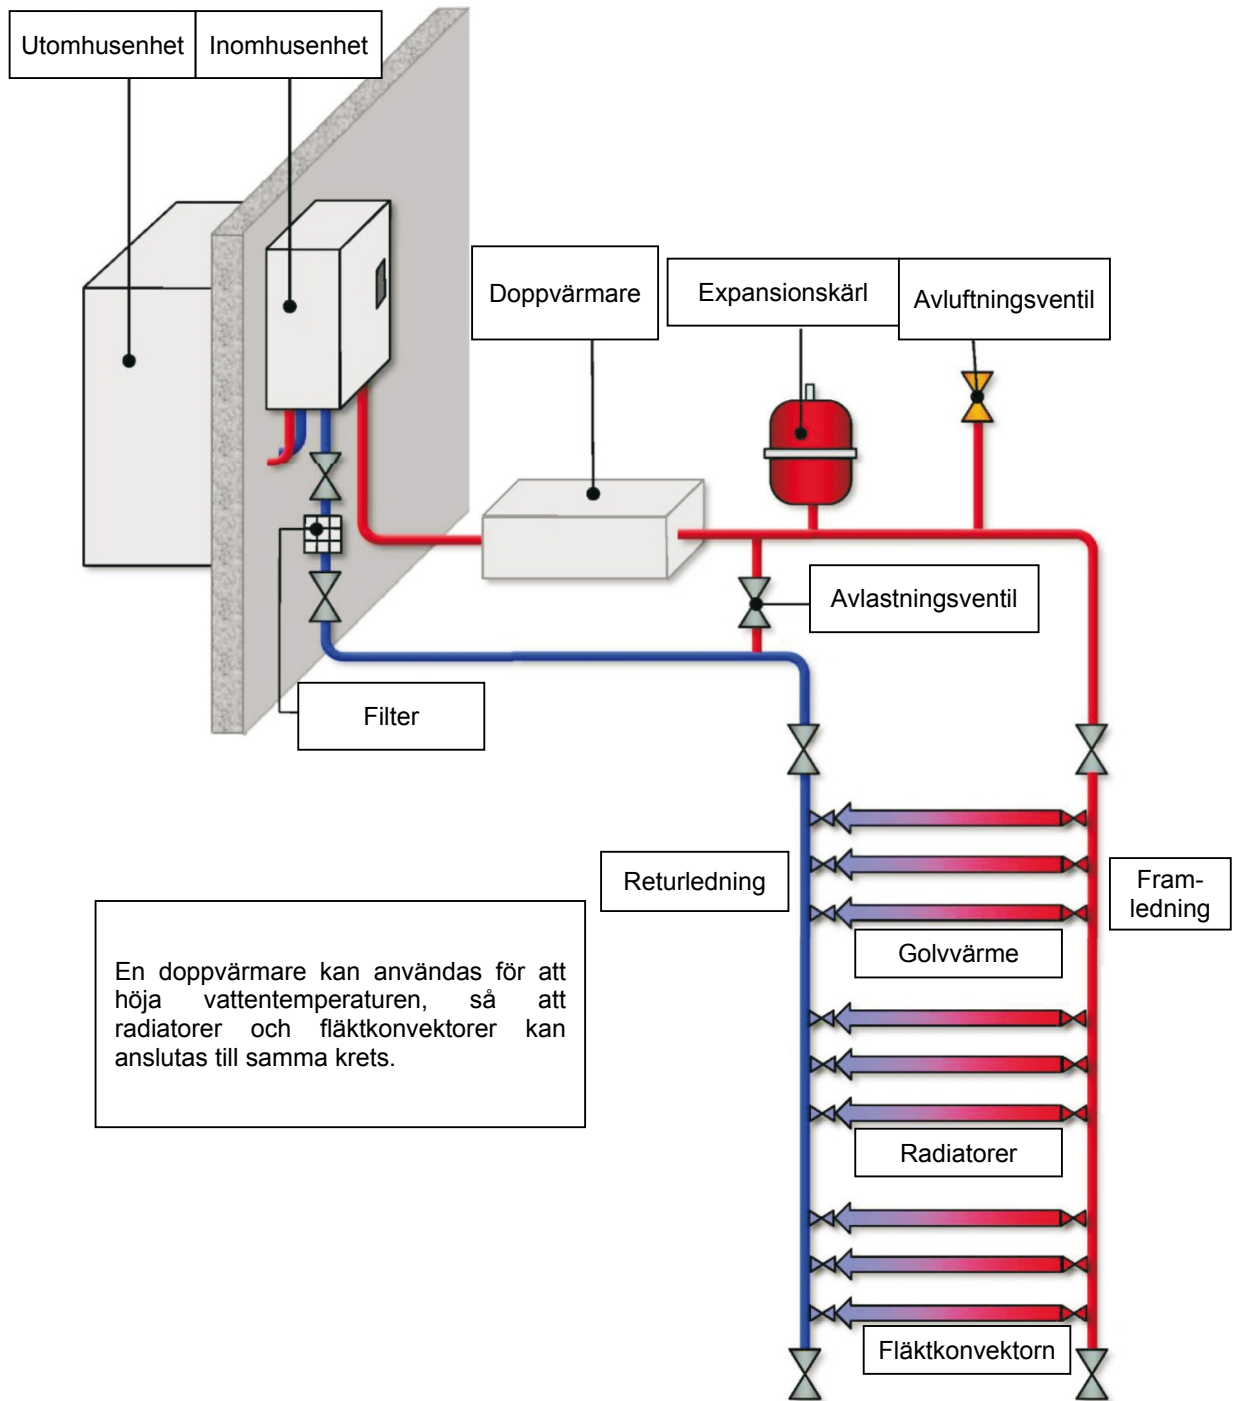 Utomhusenhet
Inomhusenhet
Doppvärmare
Expansionskärl
Avluftningsventil
Avlastningsventil
Filter
Returledning
Fram-
ledning
Golvvärme
En doppvärmare kan användas för att
höja vattentemperaturen, så att
radiatorer och fläktkonvektorer kan
anslutas till samma krets.
Radiatorer
Fläktkonvektorn